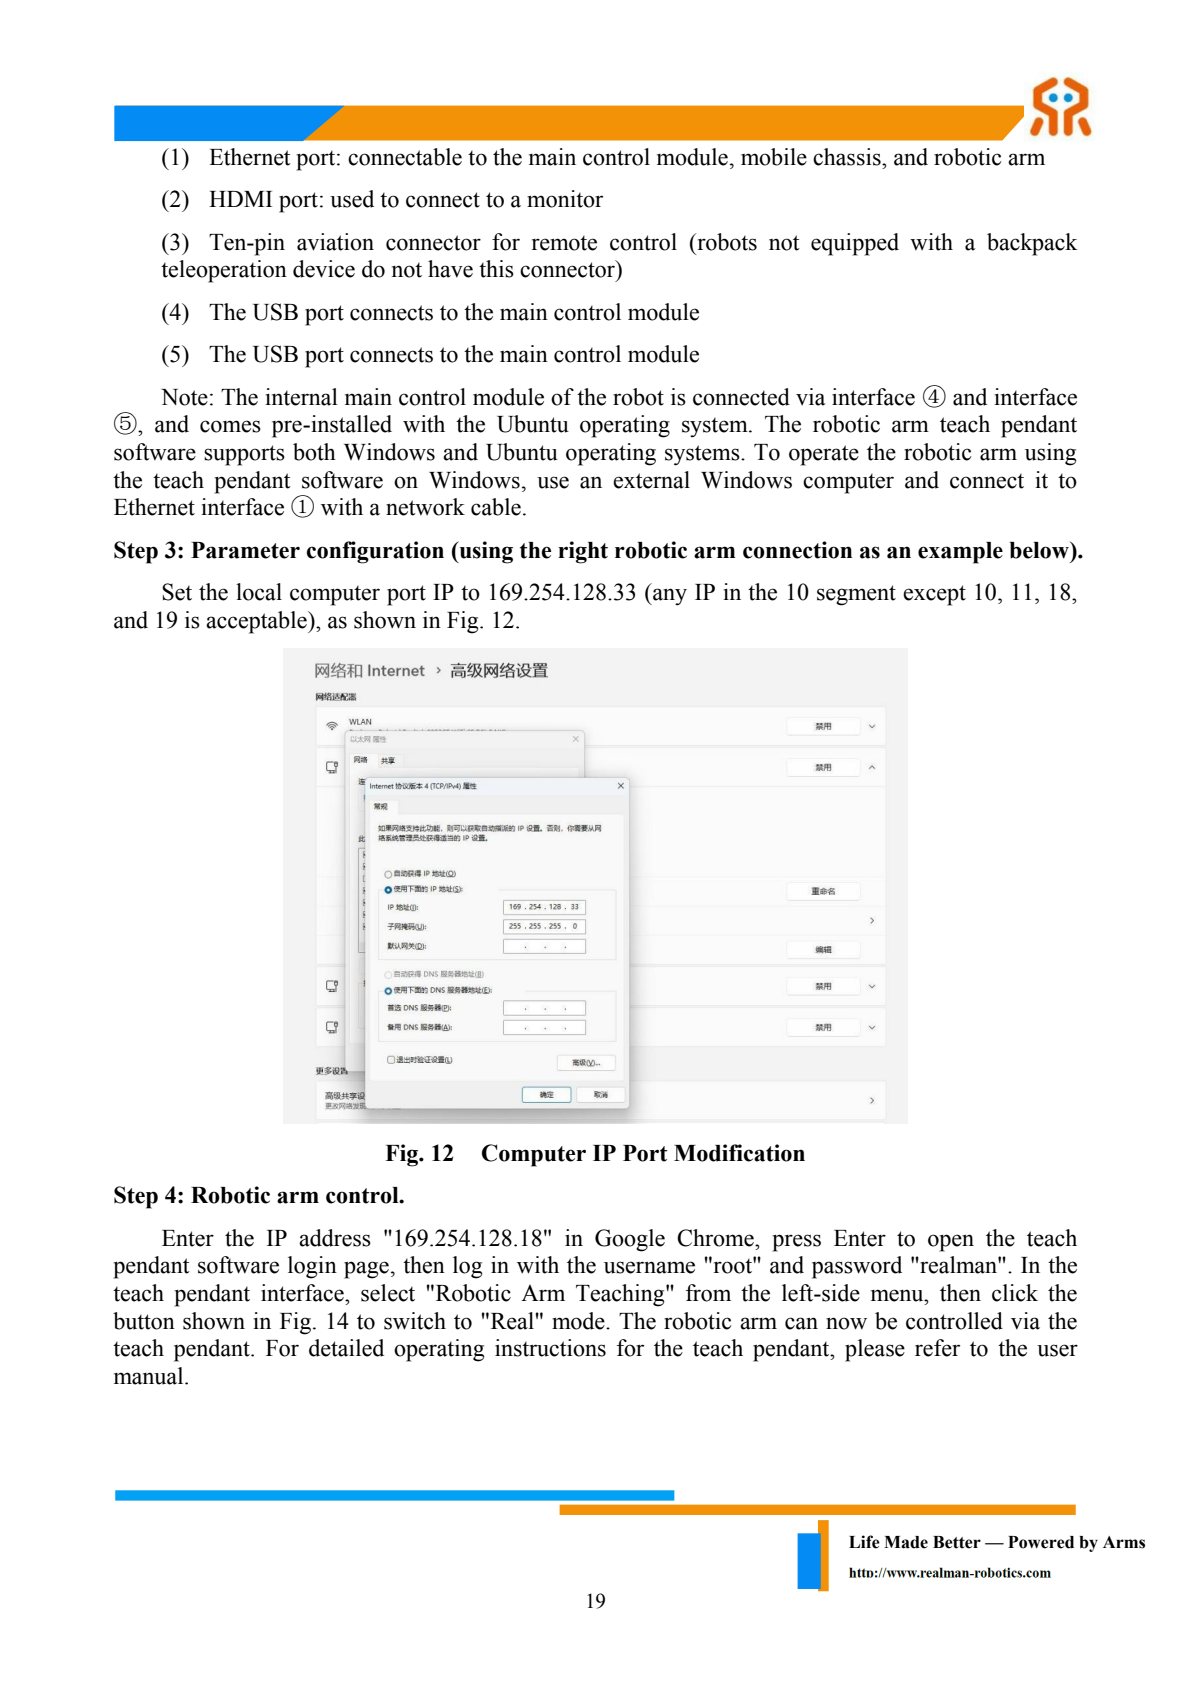 (1) Ethernet port: connectable to the main control module, mobile chassis, and robotic arm
(2) HDMI port: used to connect to a monitor
(3) Ten-pin aviation connector for remote control (robots not equipped with a backpack
teleoperation device do not have this connector)
(4) The USB port connects to the main control module
(5) The USB port connects to the main control module
Note: The internal main control module of the robot is connected via interface ④ and interface
⑤, and comes pre-installed with the Ubuntu operating system. The robotic arm teach pendant
software supports both Windows and Ubuntu operating systems. To operate the robotic arm using
the teach pendant software on Windows, use an external Windows computer and connect it to
Ethernet interface ① with a network cable.
Step 3: Parameter configuration (using the right robotic arm connection as an example below).
Set the local computer port IP to 169.254.128.33 (any IP in the 10 segment except 10, 11, 18,
and 19 is acceptable), as shown in Fig. 12.
网络和 Internet › 高级网络设置
网络适配器
WLAN
禁用
以太网 属性
网络 共享
禁用
连
Internet 协议版本 4 (TCP/IPv4) 属性
常规
如果网络支持此功能，则可以获取自动指派的 IP 设置。否则，你需要从网
络系统管理员处获得适当的 IP 设置。
此
自动获得 IP 地址(O)
使用下面的 IP 地址(S):
重命名
IP 地址(I): 169 . 254 . 128 . 33
子网掩码(U): 255 . 255 . 255 . 0
默认网关(D): . . .
编辑
自动获得 DNS 服务器地址(B)
使用下面的 DNS 服务器地址(E):
禁用
首选 DNS 服务器(P): . . .
备用 DNS 服务器(A): . . .
禁用
退出时验证设置(L)
高级(V)...
更多设置
高级共享设
更改网络发现
确定 取消
Fig. 12 Computer IP Port Modification
Step 4: Robotic arm control.
Enter the IP address "169.254.128.18" in Google Chrome, press Enter to open the teach
pendant software login page, then log in with the username "root" and password "realman". In the
teach pendant interface, select "Robotic Arm Teaching" from the left-side menu, then click the
button shown in Fig. 14 to switch to "Real" mode. The robotic arm can now be controlled via the
teach pendant. For detailed operating instructions for the teach pendant, please refer to the user
manual.
Life Made Better — Powered by Arms
http://www.realman-robotics.com
19